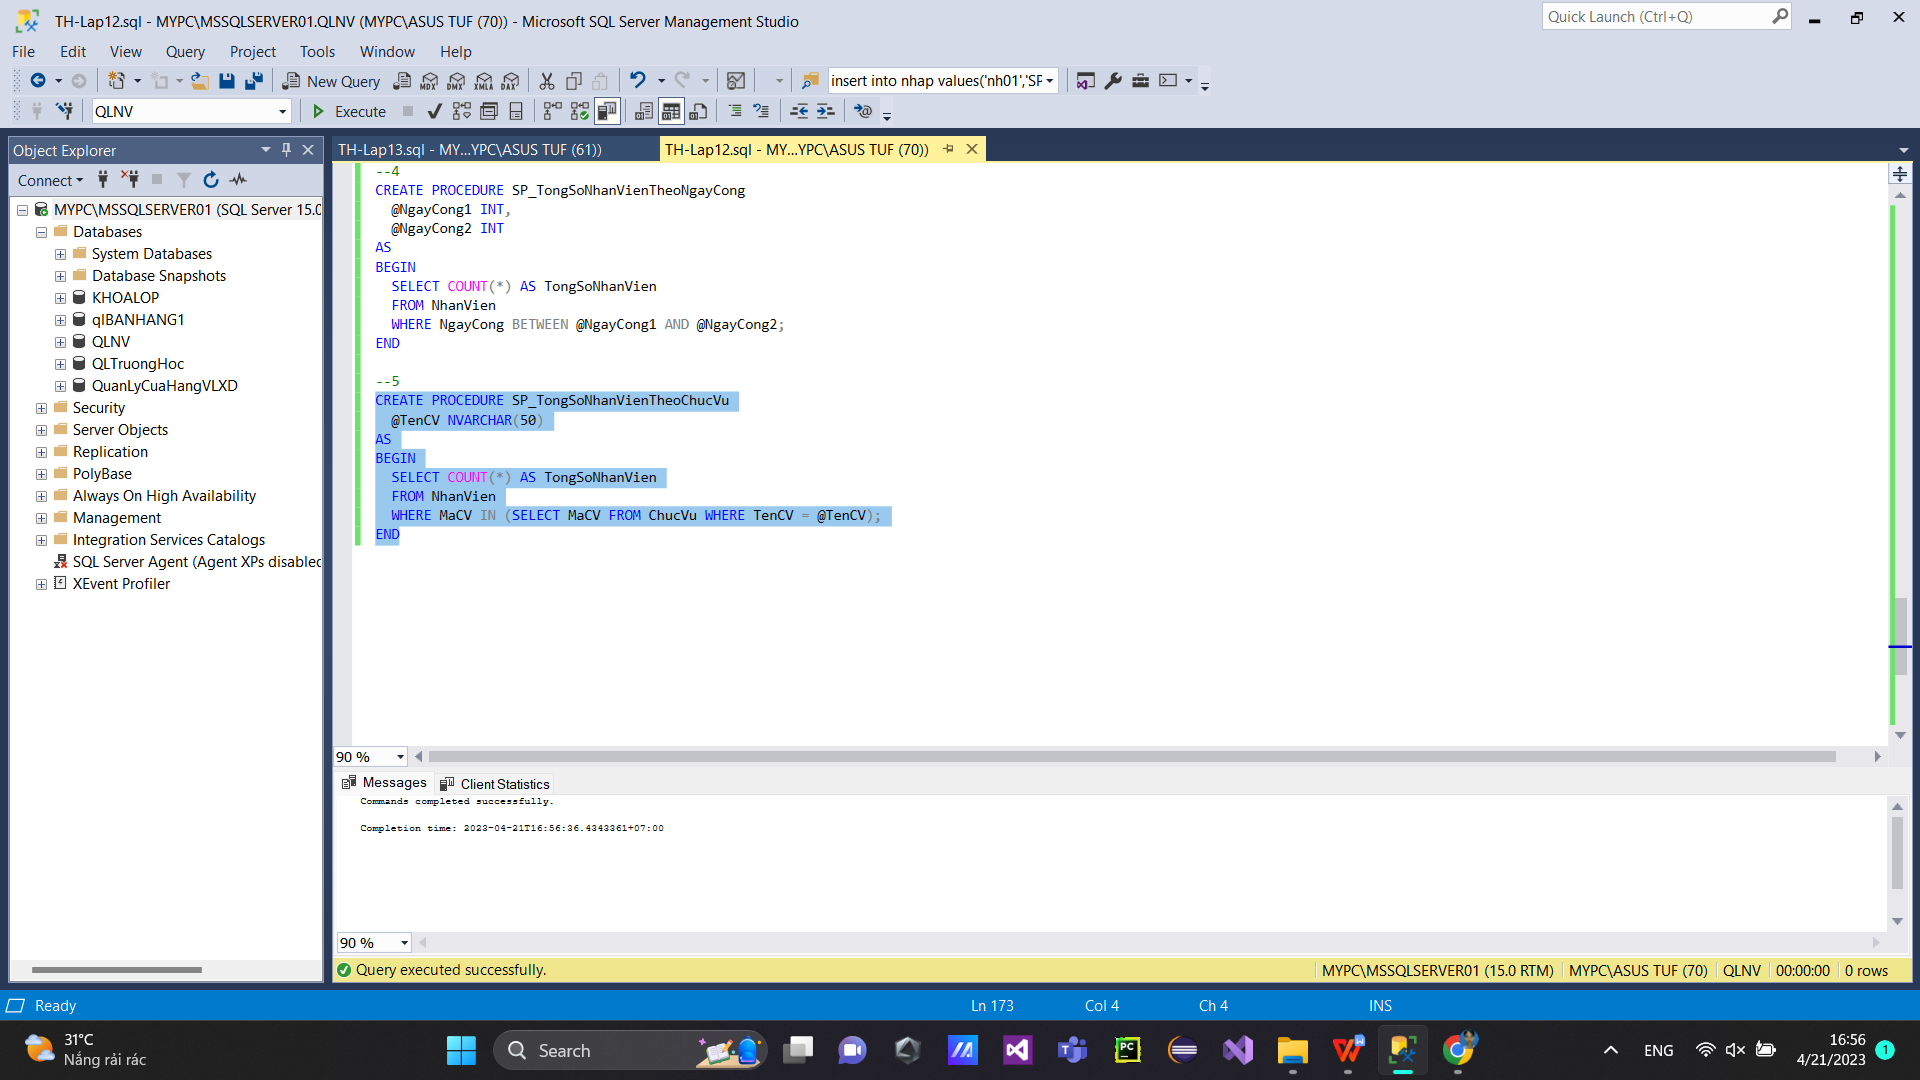 TH-Lap12.sql - MYPC\MSSQLSERVER01.QLNV (MYPC\ASUS TUF (70)) - Microsoft SQL Server Management Studio
Quick Launch (Ctrl+Q)
File Edit View Query Project Tools Window Help
New Query
MDX DMX XMLA DAX
insert into nhap values('nh01','SF
QLNV
Execute
Object Explorer
Connect
MYPC\MSSQLSERVER01 (SQL Server 15.0
Databases
System Databases
Database Snapshots
KHOALOP
qlBANHANG1
QLNV
QLTruongHoc
QuanLyCuaHangVLXD
Security
Server Objects
Replication
PolyBase
Always On High Availability
Management
Integration Services Catalogs
SQL Server Agent (Agent XPs disabled
XEvent Profiler
TH-Lap13.sql - MY...YPC\ASUS TUF (61))
TH-Lap12.sql - MY...YPC\ASUS TUF (70))
--4
CREATE PROCEDURE SP_TongSoNhanVienTheoNgayCong
@NgayCong1 INT,
@NgayCong2 INT
AS
BEGIN
SELECT COUNT(*) AS TongSoNhanVien
FROM NhanVien
WHERE NgayCong BETWEEN @NgayCong1 AND @NgayCong2;
END
--5
CREATE PROCEDURE SP_TongSoNhanVienTheoChucVu
@TenCV NVARCHAR(50)
AS
BEGIN
SELECT COUNT(*) AS TongSoNhanVien
FROM NhanVien
WHERE MaCV IN (SELECT MaCV FROM ChucVu WHERE TenCV = @TenCV);
END
90 %
Messages Client Statistics
Commands completed successfully.
Completion time: 2023-04-21T16:56:36.4343361+07:00
90 %
Query executed successfully.
MYPC\MSSQLSERVER01 (15.0 RTM) MYPC\ASUS TUF (70) QLNV 00:00:00 0 rows
Ready
Ln 173 Col 4 Ch 4 INS
31°C
Nắng rải rác
Search
PC
ENG
16:56
4/21/2023
1